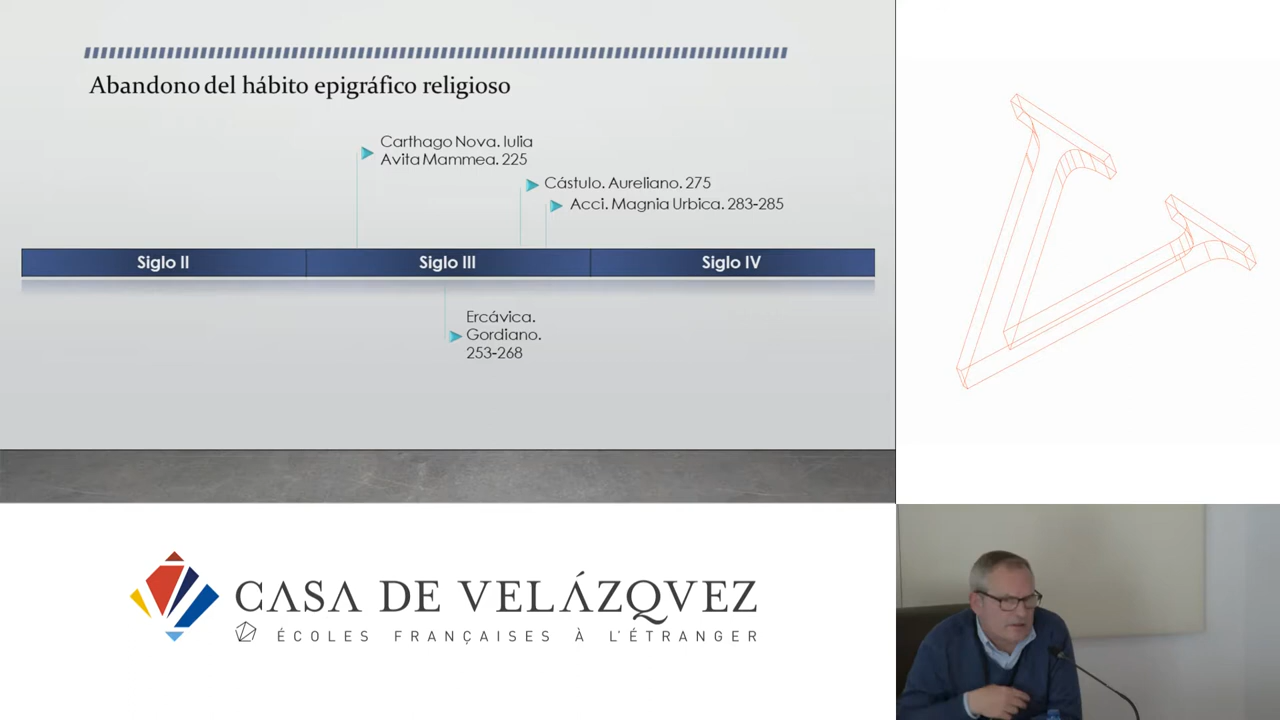 Abandono del hábito epigráfico religioso
Carthago Nova. Iulia
Avita Mammea. 225
Cástulo. Aureliano. 275
Acci. Magnia Urbica. 283-285
Siglo II
Siglo III
Siglo IV
Ercávica.
Gordiano.
253-268
CASA DE VELÁZQVEZ
ÉCOLES FRANÇAISES À L'ÉTRANGER